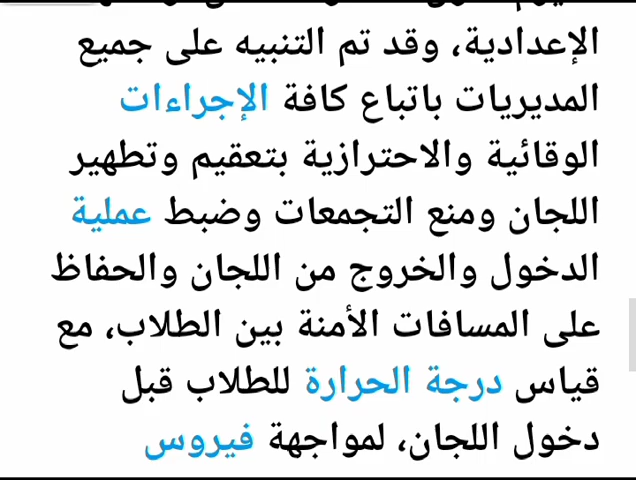 الإعدادية، وقد تم التنبيه على جميع
المديريات باتباع كافة الإجراءات
الوقائية والاحترازية بتعقيم وتطهير
اللجان ومنع التجمعات وضبط عملية
الدخول والخروج من اللجان والحفاظ
على المسافات الأمنة بين الطلاب، مع
قياس درجة الحرارة للطلاب قبل
دخول اللجان، لمواجهة فيروس